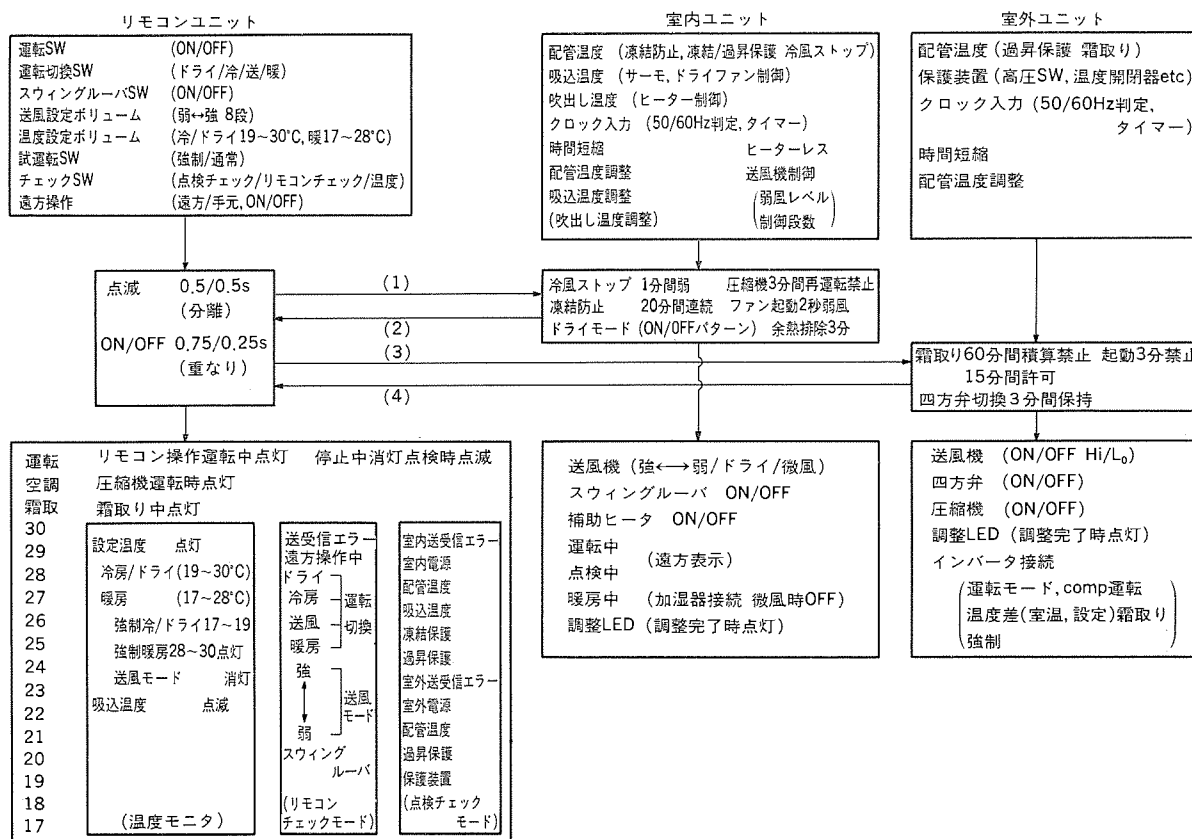 リモコンユニット
運転SW (ON/OFF)
運転切換SW (ドライ/冷/送/暖)
スウィングルーバSW (ON/OFF)
送風設定ボリューム (弱↔強 8段)
温度設定ボリューム (冷/ドライ19~30℃,暖17~28℃)
試運転SW (強制/通常)
チェックSW (点検チェック/リモコンチェック/温度)
遠方操作 (遠方/手元,ON/OFF)
室内ユニット
配管温度 (凍結防止,凍結/過昇保護 冷風ストップ)
吸込温度 (サーモ,ドライファン制御)
吹出し温度 (ヒーター制御)
クロック入力 (50/60Hz判定,タイマー)
時間短縮 ヒーターレス
配管温度調整 送風機制御
吸込温度調整 (弱風レベル
(吹出し温度調整) 制御段数)
室外ユニット
配管温度 (過昇保護 霜取り)
保護装置 (高圧SW,温度開閉器etc)
クロック入力 (50/60Hz判定,
タイマー)
時間短縮
配管温度調整
点滅 0.5/0.5s
(分離)
ON/OFF 0.75/0.25s
(重なり)
(1)
(2)
(3)
(4)
冷風ストップ 1分間弱 圧縮機3分間再運転禁止
凍結防止 20分間連続 ファン起動2秒弱風
ドライモード (ON/OFFパターン) 余熱排除3分
霜取り60分間積算禁止 起動3分禁止
15分間許可
四方弁切換3分間保持
運転 リモコン操作運転中点灯 停止中消灯点検時点滅
空調 圧縮機運転時点灯
霜取 霜取り中点灯
30
29
28
27
26
25
24
23
22
21
20
19
18
17
設定温度 点灯
冷房/ドライ(19~30℃)
暖房 (17~28℃)
強制冷/ドライ17~19
強制暖房28~30点灯
送風モード 消灯
吸込温度 点滅
(温度モニタ)
送受信エラー
遠方操作中
ドライ
冷房
送風
暖房
運転
切換
強
弱
送風
モード
スウィング
ルーバ
(リモコン
チェックモード)
室内送受信エラー
室内電源
配管温度
吸込温度
凍結保護
過昇保護
室外送受信エラー
室外電源
配管温度
過昇保護
保護装置
(点検チェック
モード)
送風機 (強←→弱/ドライ/微風)
スウィングルーバ ON/OFF
補助ヒータ ON/OFF
運転中
点検中 (遠方表示)
暖房中 (加湿器接続 微風時OFF)
調整LED (調整完了時点灯)
送風機 (ON/OFF Hi/L₀)
四方弁 (ON/OFF)
圧縮機 (ON/OFF)
調整LED (調整完了時点灯)
インバータ接続
(運転モード,comp運転
温度差(室温,設定)霜取り
強制)